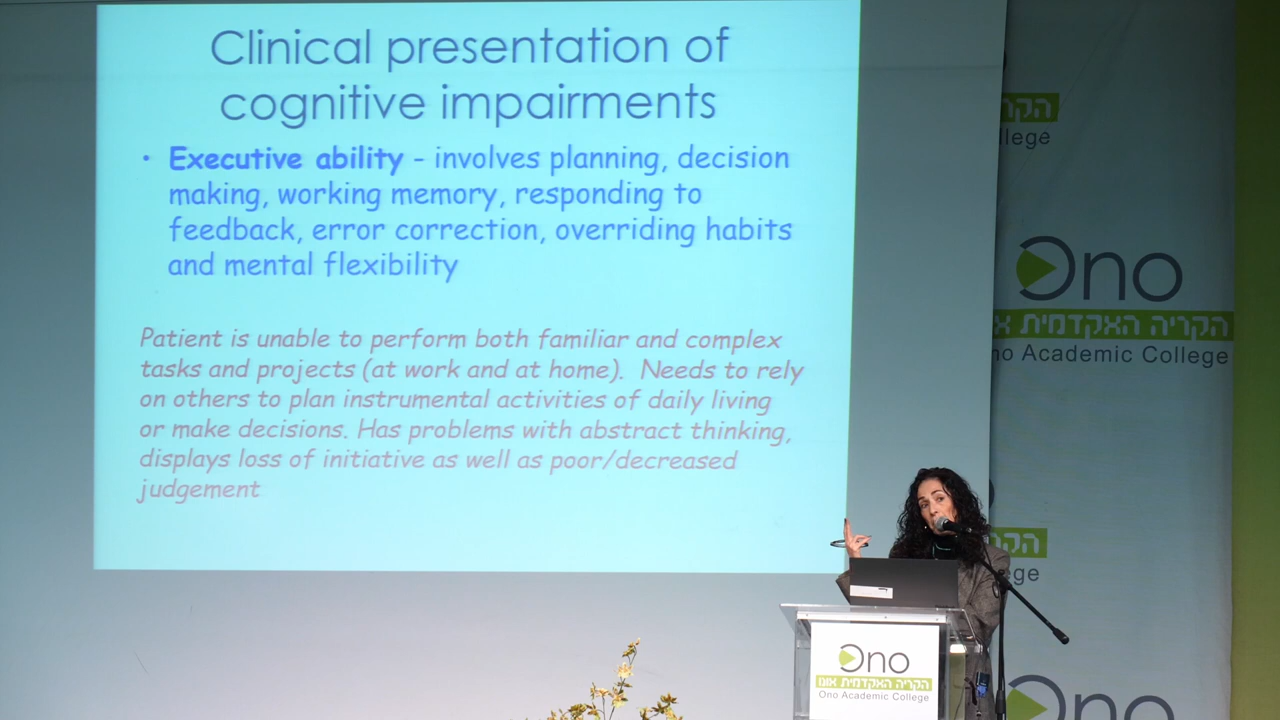 Clinical presentation of
cognitive impairments
• Executive ability - involves planning, decision
making, working memory, responding to
feedback, error correction, overriding habits
and mental flexibility
Patient is unable to perform both familiar and complex
tasks and projects (at work and at home). Needs to rely
on others to plan instrumental activities of daily living
or make decisions. Has problems with abstract thinking,
displays loss of initiative as well as poor/decreased
judgement
Ono
הקריה האקדמית אונו
Ono Academic College
Ono
הקריה האקדמית
no Academic College
Ono